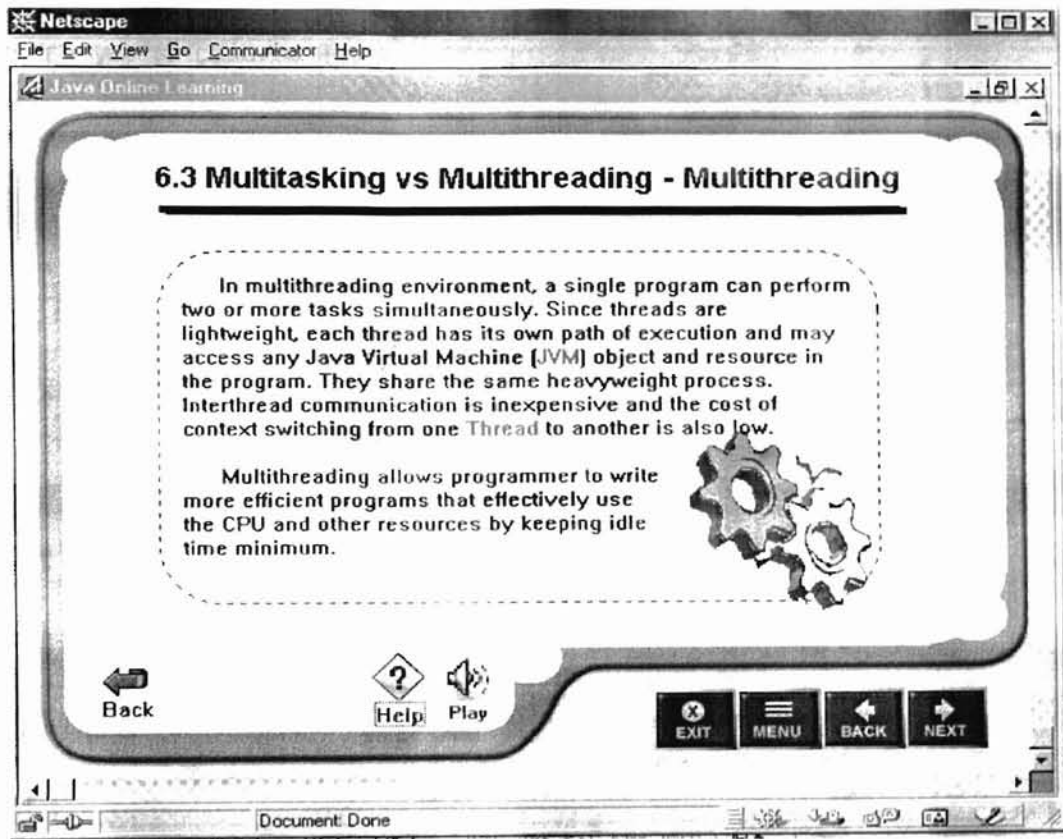 Netscape
File Edit View Go Communicator Help
Java Online Learning
6.3 Multitasking vs Multithreading - Multithreading
In multithreading environment, a single program can perform
two or more tasks simultaneously. Since threads are
lightweight, each thread has its own path of execution and may
access any Java Virtual Machine (JVM) object and resource in
the program. They share the same heavyweight process.
Interthread communication is inexpensive and the cost of
context switching from one Thread to another is also low.
Multithreading allows programmer to write
more efficient programs that effectively use
the CPU and other resources by keeping idle
time minimum.
Back
? Help
Play
X EXIT
MENU
BACK
NEXT
Document: Done